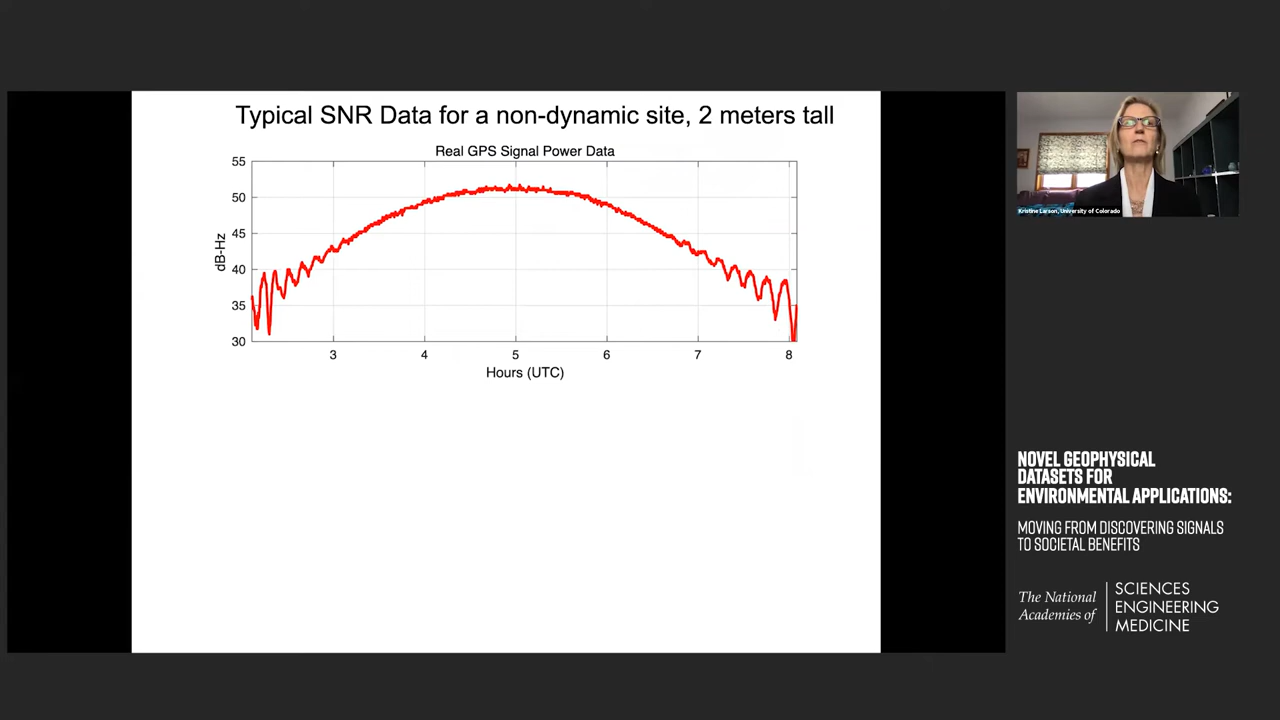 Typical SNR Data for a non-dynamic site, 2 meters tall
Real GPS Signal Power Data
55
50
45
40
35
30
dB-Hz
3 4 5 6 7 8
Hours (UTC)
Kristine Larson, University of Colorado
NOVEL GEOPHYSICAL
DATASETS FOR
ENVIRONMENTAL APPLICATIONS:
MOVING FROM DISCOVERING SIGNALS
TO SOCIETAL BENEFITS
The National
Academies of
SCIENCES
ENGINEERING
MEDICINE